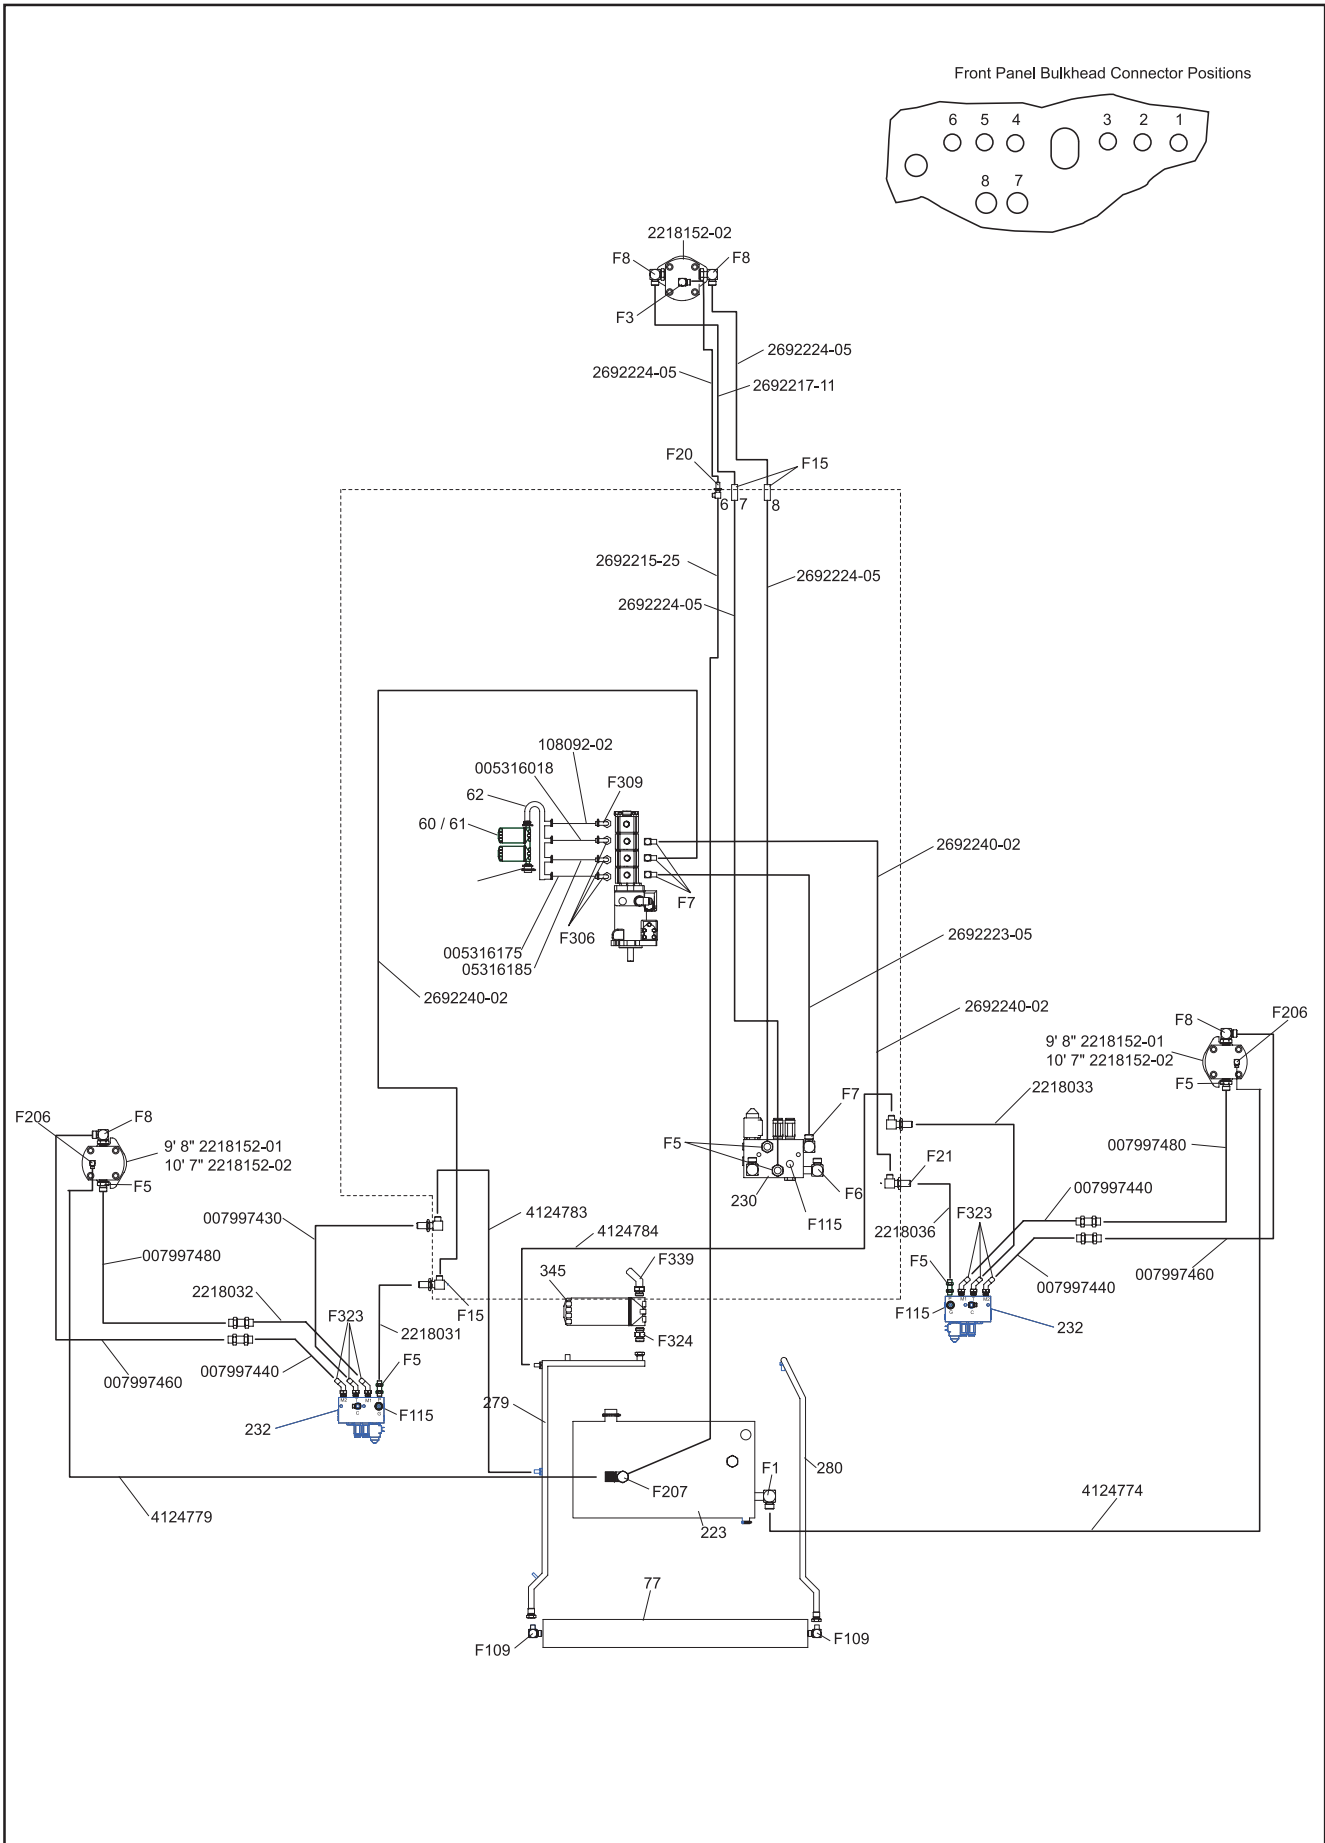 Front Panel Bulkhead Connector Positions
6 5 4 3 2 1
8 7
2218152-02
F8 F8
F3
2692224-05
2692224-05
2692217-11
F20
F15
6 7 8
2692215-25
2692224-05
2692224-05
108092-02
005316018
F309
62
60 / 61
2692240-02
F7
F306
2692223-05
005316175
05316185
2692240-02
2692240-02
F8
F206
9' 8" 2218152-01
10' 7" 2218152-02
F5
2218033
F7
F206
F8
9' 8" 2218152-01
10' 7" 2218152-02
F5
F5
007997480
F21
F6
230
F115
007997440
007997430
4124783
4124784
2218036
F323
007997480
F339
345
F5
007997440
007997460
2218032
F15
F115
232
F323
2218031
F324
007997440
F5
007997460
M2 T M1 P
C G
P M1 T M2
G C
279
F115
232
F1
280
F207
4124774
4124779
223
77
F109
F109